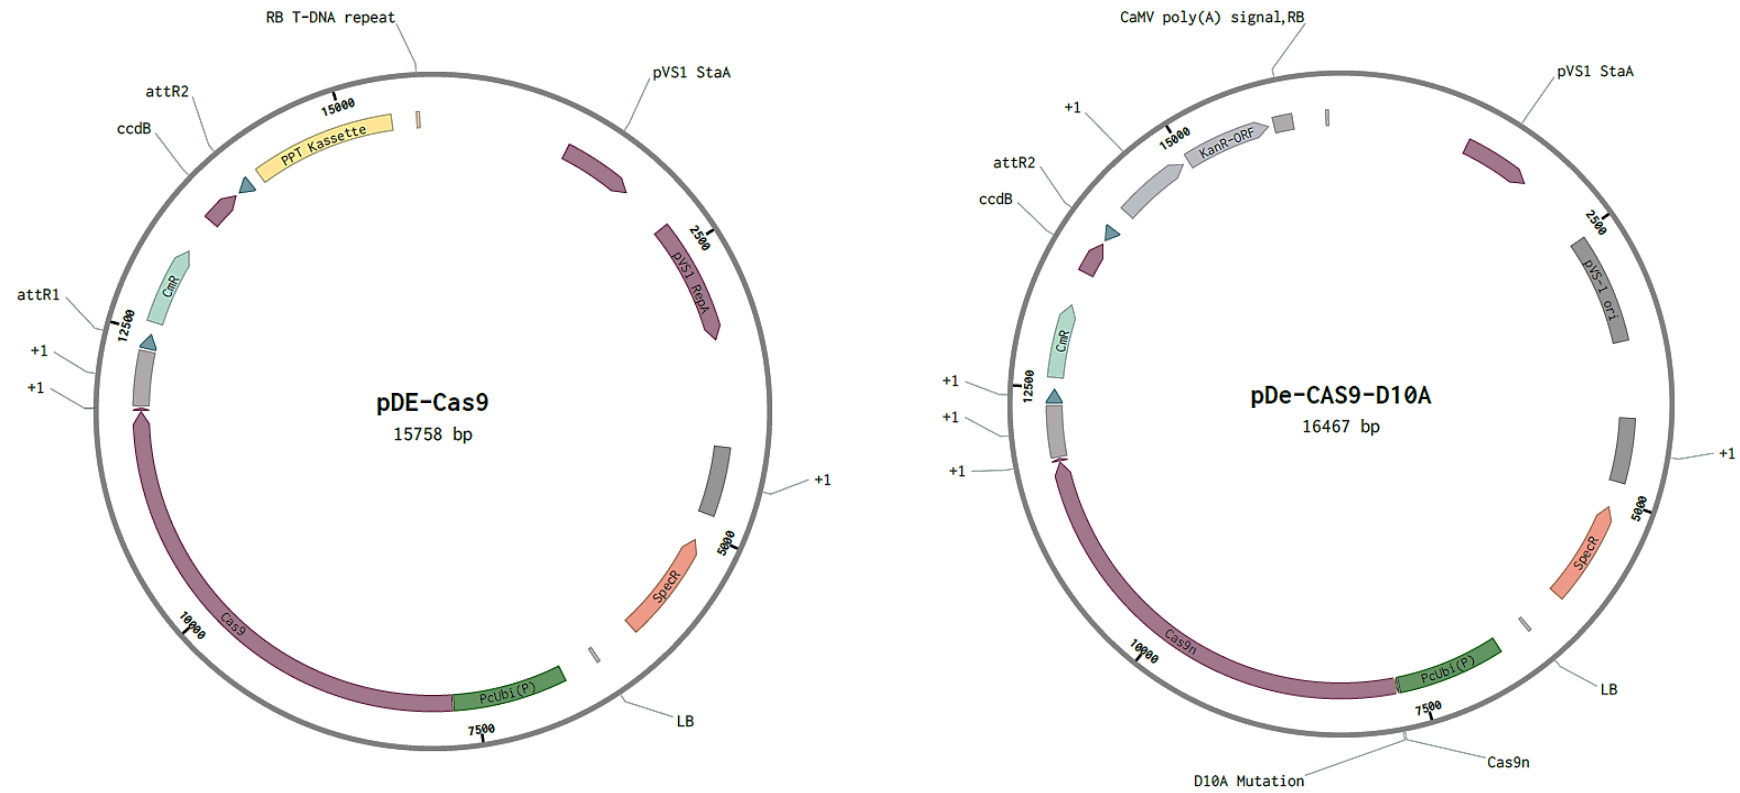 RB T-DNA repeat
pVS1 StaA
attR2
ccdB
15000
PPT Kassette
2500
pVS1 RepA
CmR
attR1
12500
+1
+1
pDE-Cas9
15758 bp
+1
5000
SpecR
Cas9
10000
PcUbi(P)
LB
7500
CaMV poly(A) signal,RB
pVS1 StaA
+1
15000
KanR-ORF
attR2
ccdB
2500
pVS-1 ori
CmR
12500
+1
+1
+1
pDe-CAS9-D10A
16467 bp
+1
5000
SpecR
Cas9n
10000
PcUbi(P)
LB
7500
Cas9n
D10A Mutation